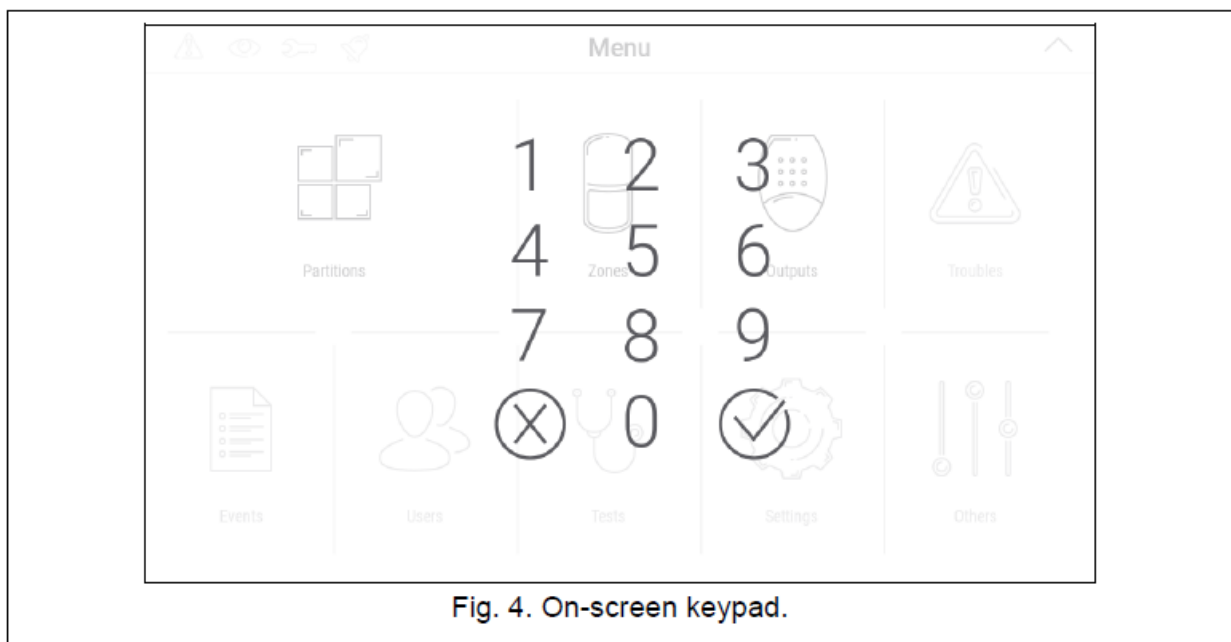 Menu
1 2 3
4 5 6
7 8 9
0
Partitions Zones Outputs Troubles
Events Users Tests Settings Others
Fig. 4. On-screen keypad.